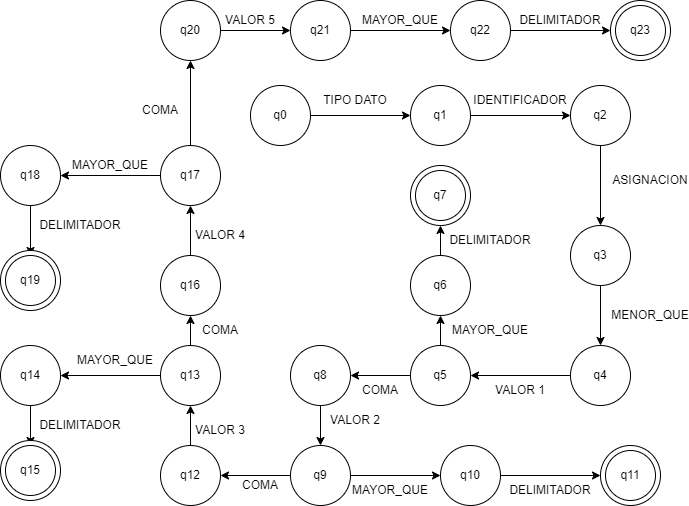 q20
VALOR 5
q21
MAYOR_QUE
q22
DELIMITADOR
q23
COMA
q0
TIPO DATO
q1
IDENTIFICADOR
q2
q18
MAYOR_QUE
q17
q7
ASIGNACION
DELIMITADOR
VALOR 4
DELIMITADOR
q3
q19
q16
q6
MENOR_QUE
COMA
MAYOR_QUE
q14
MAYOR_QUE
q13
q8
COMA
q5
VALOR 1
q4
DELIMITADOR
VALOR 3
VALOR 2
q15
q12
COMA
q9
MAYOR_QUE
q10
DELIMITADOR
q11